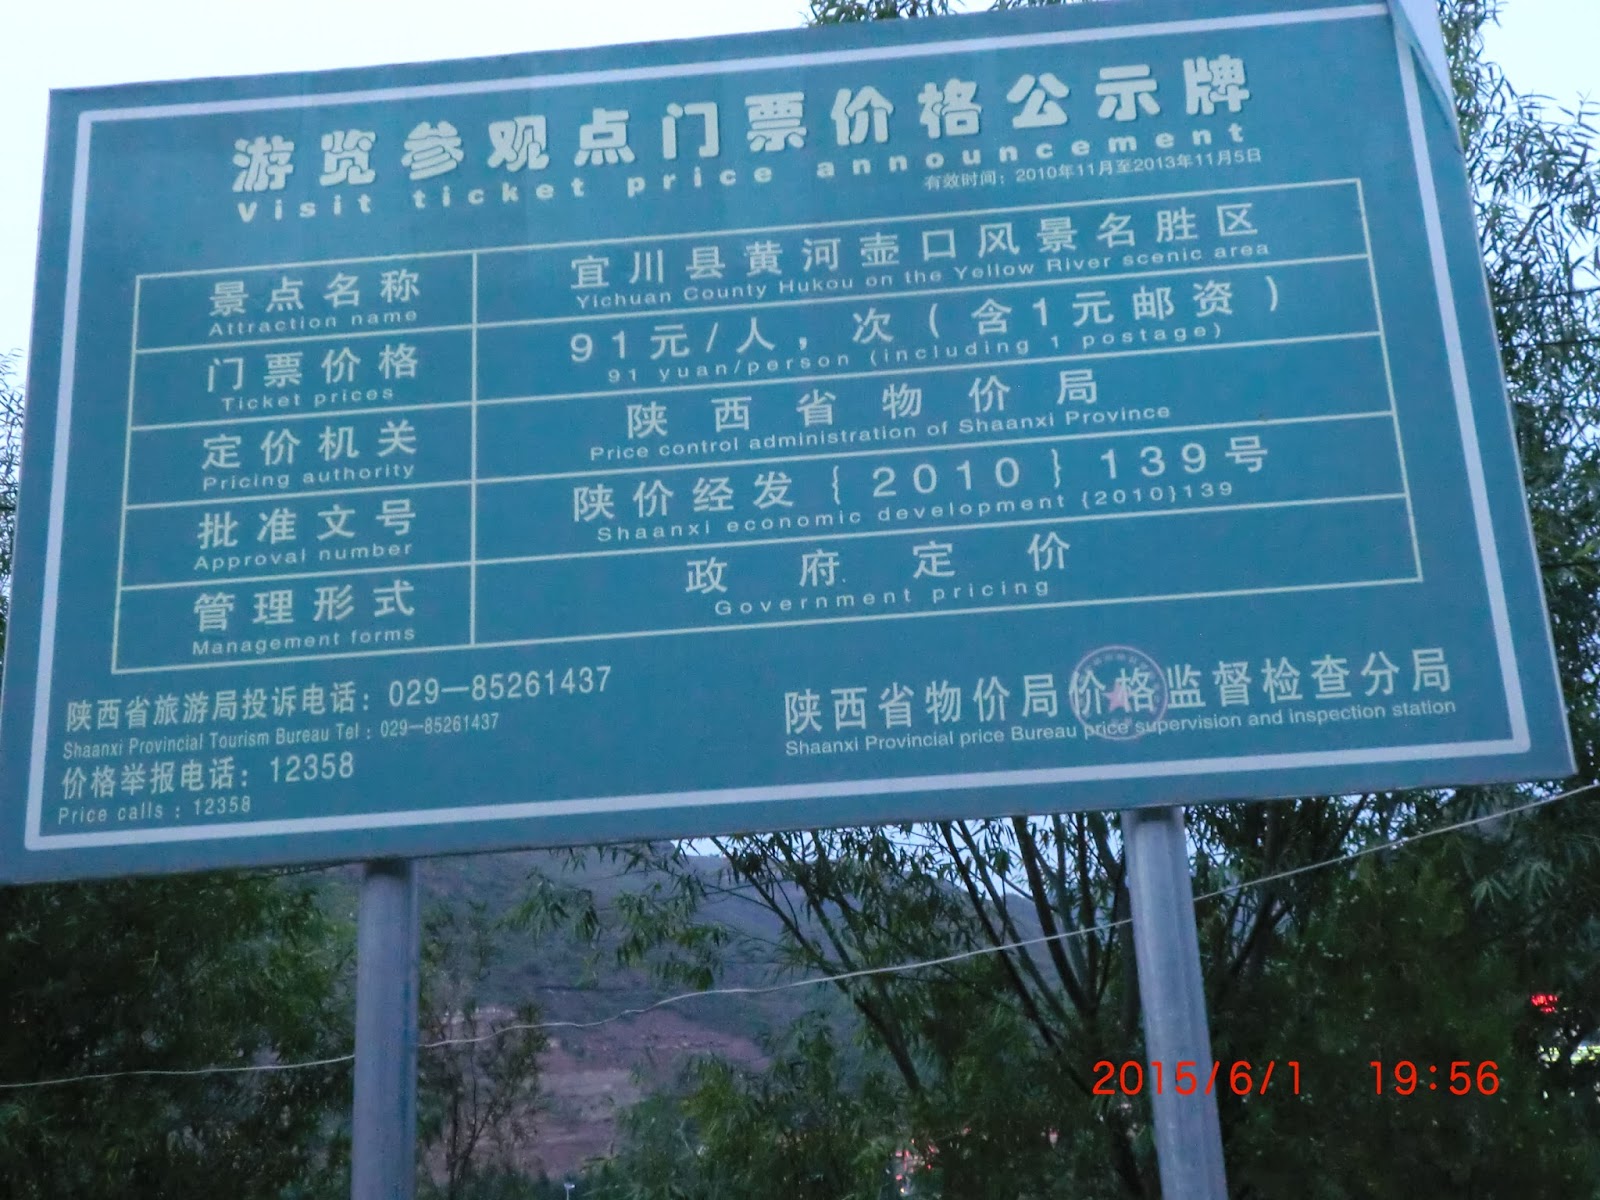 游览参观点门票价格公示牌
Visit ticket price announcement
有效时间：2010年11月至2013年11月5日
景点名称 宜川县黄河壶口风景名胜区
Attraction name Yichuan County Hukou on the Yellow River scenic area
门票价格 91元/人，次（含1元邮资）
Ticket prices 91 yuan/person (including 1 postage)
定价机关 陕西省物价局
Pricing authority Price control administration of Shaanxi Province
批准文号 陕价经发｛2010｝139号
Approval number Shaanxi economic development {2010}139
管理形式 政府定价
Management forms Government pricing
陕西省旅游局投诉电话：029—85261437
Shaanxi Provincial Tourism Bureau Tel：029—85261437
价格举报电话：12358
Price calls：12358
陕西省物价局价格监督检查分局
Shaanxi Provincial price Bureau price supervision and inspection station
2015/6/1 19:56